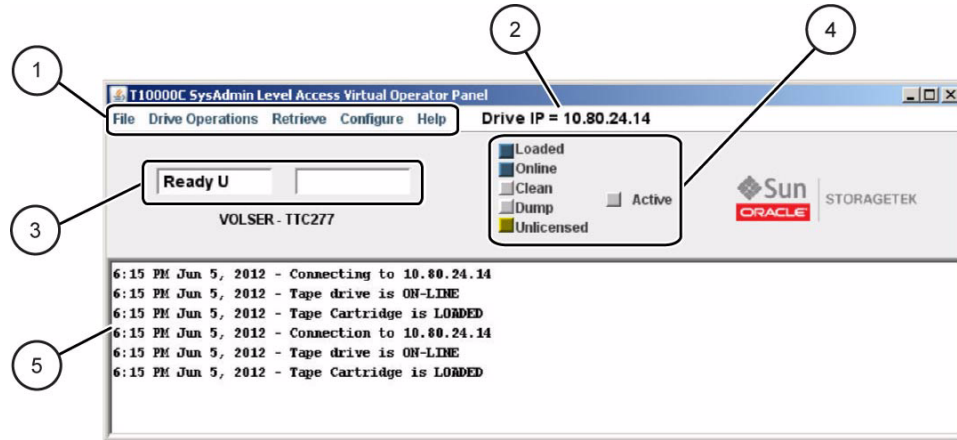 2
4
1
T10000C SysAdmin Level Access Virtual Operator Panel
File Drive Operations Retrieve Configure Help Drive IP = 10.80.24.14
Loaded
Online
Clean
Dump
Unlicensed
Active
Ready U
VOLSER - TTC277
3
Sun
ORACLE
STORAGETEK
6:15 PM Jun 5, 2012 - Connecting to 10.80.24.14
6:15 PM Jun 5, 2012 - Tape drive is ON-LINE
6:15 PM Jun 5, 2012 - Tape Cartridge is LOADED
6:15 PM Jun 5, 2012 - Connection to 10.80.24.14
6:15 PM Jun 5, 2012 - Tape drive is ON-LINE
6:15 PM Jun 5, 2012 - Tape Cartridge is LOADED
5